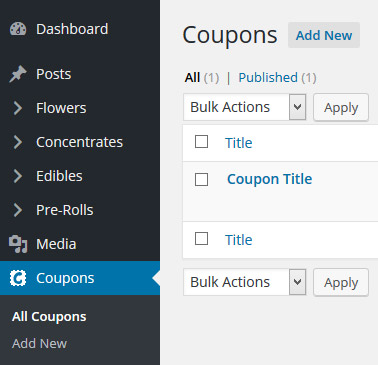 Dashboard
Posts
Flowers
Concentrates
Edibles
Pre-Rolls
Media
Coupons
All Coupons
Add New
Coupons Add New
All (1) | Published (1)
Bulk Actions Apply
Title
Coupon Title
Title
Bulk Actions Apply